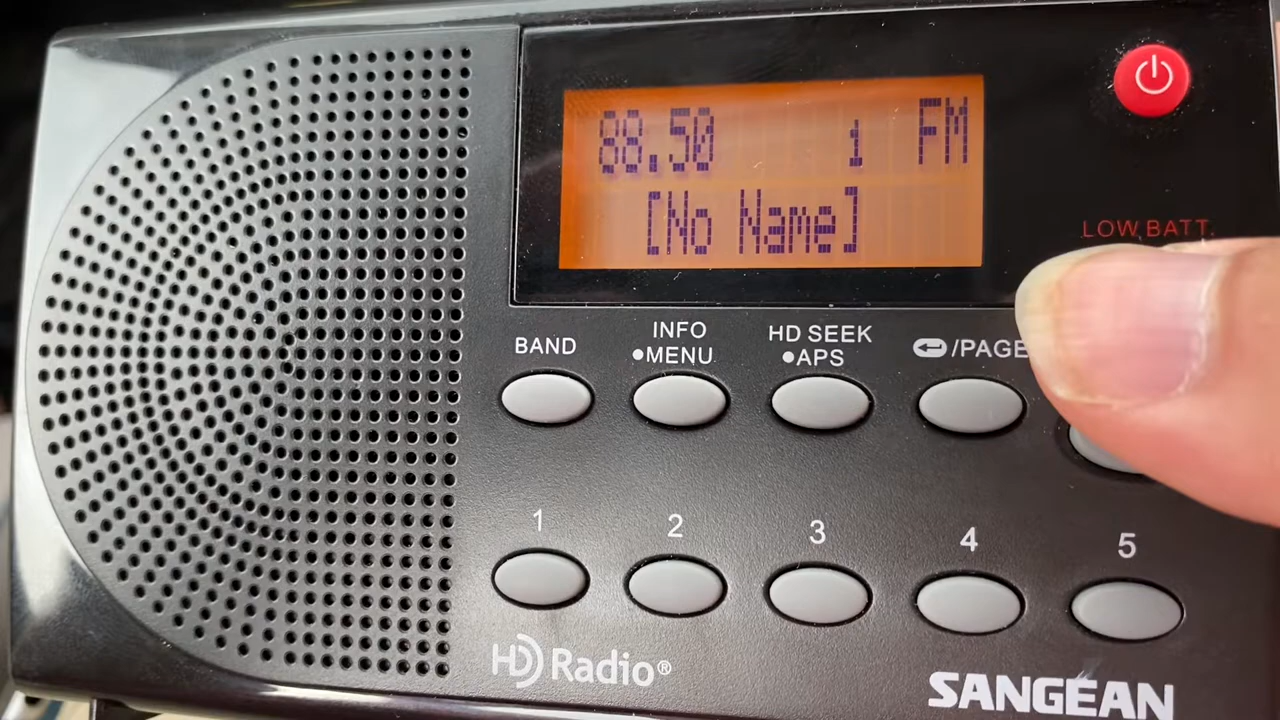 88.50 1 FM
[No Name]
LOW BATT.
BAND
INFO
•MENU
HD SEEK
•APS
/PAGE
1 2 3 4 5
HD Radio®
SANGEAN